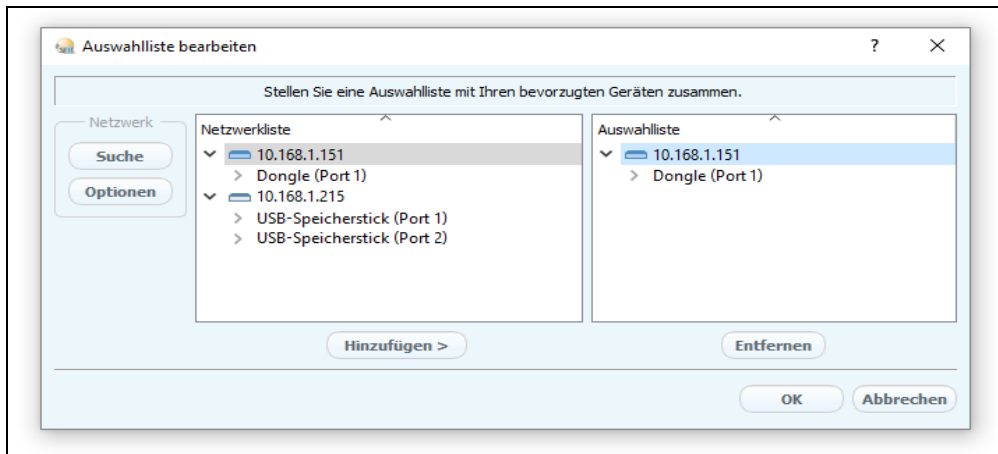 Auswahlliste bearbeiten
?
Stellen Sie eine Auswahlliste mit Ihren bevorzugten Geräten zusammen.
Netzwerk
Suche
Optionen
Netzwerkliste
10.168.1.151
Dongle (Port 1)
10.168.1.215
USB-Speicherstick (Port 1)
USB-Speicherstick (Port 2)
Hinzufügen >
Auswahlliste
10.168.1.151
Dongle (Port 1)
Entfernen
OK
Abbrechen